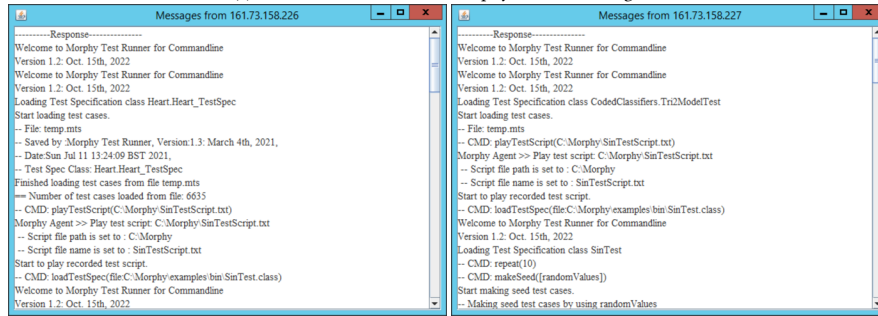 Messages from 161.73.158.226
----------Response---------------
Welcome to Morphy Test Runner for Commandline
Version 1.2: Oct. 15th, 2022
Welcome to Morphy Test Runner for Commandline
Version 1.2: Oct. 15th, 2022
Loading Test Specification class Heart.Heart_TestSpec
Start loading test cases.
-- File: temp.mts
-- Saved by :Morphy Test Runner, Version:1.3: March 4th, 2021,
-- Date:Sun Jul 11 13:24:09 BST 2021,
-- Test Spec Class: Heart.Heart_TestSpec
Finished loading test cases from file temp.mts
== Number of test cases loaded from file: 6635
-- CMD: playTestScript(C:\Morphy\SinTestScript.txt)
Morphy Agent >> Play test script: C:\Morphy\SinTestScript.txt
-- Script file path is set to : C:\Morphy
-- Script file name is set to : SinTestScript.txt
Start to play recorded test script.
-- CMD: loadTestSpec(file:C:\Morphy\examples\bin\SinTest.class)
Welcome to Morphy Test Runner for Commandline
Version 1.2: Oct. 15th, 2022
Messages from 161.73.158.227
----------Response---------------
Welcome to Morphy Test Runner for Commandline
Version 1.2: Oct. 15th, 2022
Welcome to Morphy Test Runner for Commandline
Version 1.2: Oct. 15th, 2022
Loading Test Specification class CodedClassifiers.Tri2ModelTest
Start loading test cases.
-- File: temp.mts
-- CMD: playTestScript(C:\Morphy\SinTestScript.txt)
Morphy Agent >> Play test script: C:\Morphy\SinTestScript.txt
-- Script file path is set to : C:\Morphy
-- Script file name is set to : SinTestScript.txt
Start to play recorded test script.
-- CMD: loadTestSpec(file:C:\Morphy\examples\bin\SinTest.class)
Welcome to Morphy Test Runner for Commandline
Version 1.2: Oct. 15th, 2022
Loading Test Specification class SinTest
-- CMD: repeat(10)
-- CMD: makeSeed([randomValues])
Start making seed test cases.
-- Making seed test cases by using randomValues